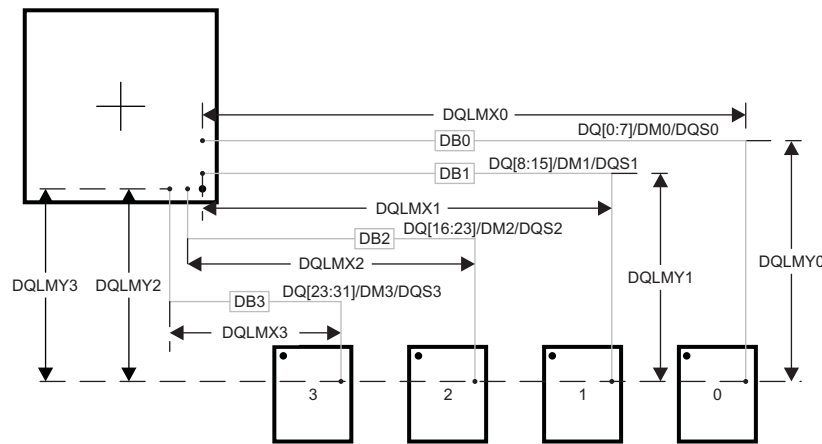 DQLMX0
DB0 DQ[0:7]/DM0/DQS0
DB1 DQ[8:15]/DM1/DQS1
DQLMX1
DB2 DQ[16:23]/DM2/DQS2
DQLMX2
DQLMY3 DQLMY2 DQLMY1 DQLMY0
DB3 DQ[23:31]/DM3/DQS3
DQLMX3
3 2 1 0